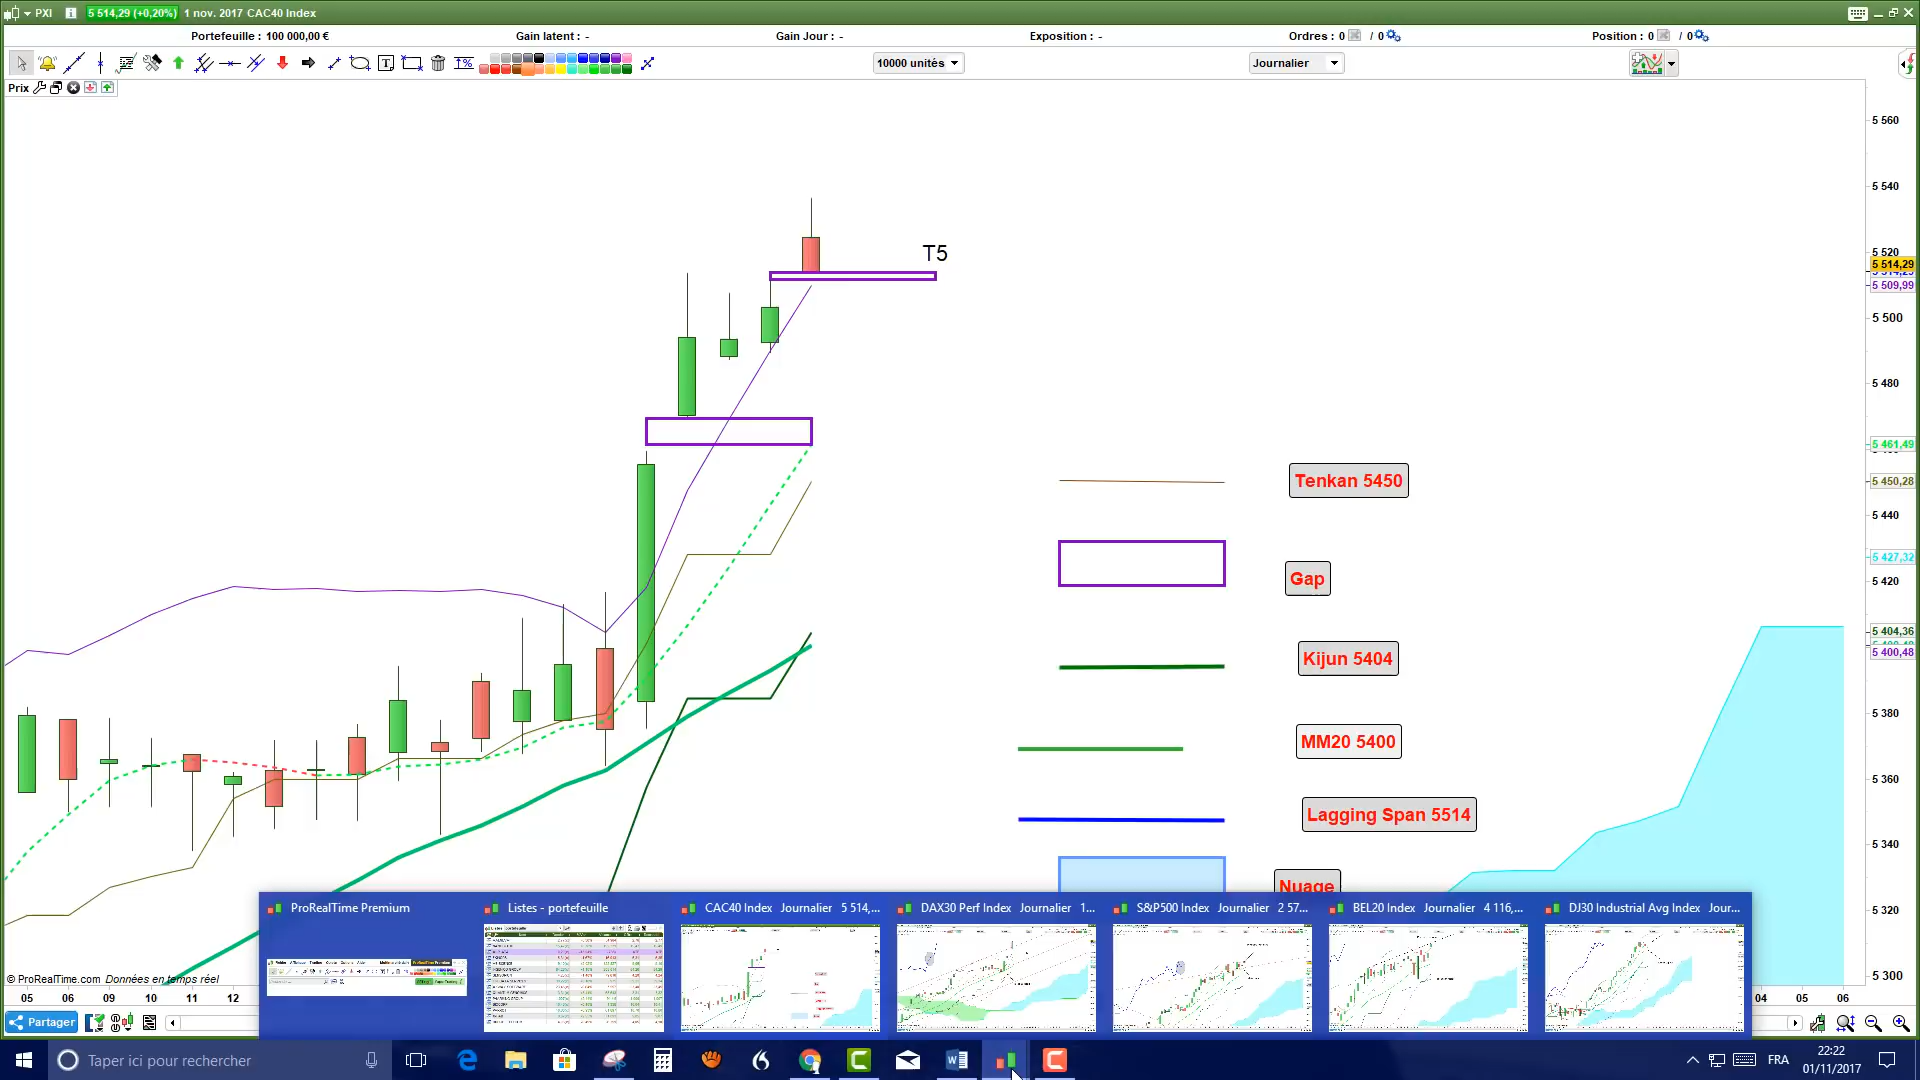 PXI 5 514,29 (+0,20%) 1 nov. 2017 CAC40 Index
Portefeuille : 100 000,00 € Gain latent : - Gain Jour : - Exposition : - Ordres : 0 / 0 Position : 0 / 0
10000 unités Journalier
Prix
5 560
5 540
T5
5 520
5 514,29
5 509,99
5 500
5 480
5 461,49
Tenkan 5450
5 450,28
5 440
5 427,32
Gap
5 420
5 404,36
5 400,48
Kijun 5404
5 380
MM20 5400
5 360
Lagging Span 5514
5 340
Nuage
5 320
ProRealTime Premium
Listes - portefeuille
CAC40 Index Journalier 5 514,...
DAX30 Perf Index Journalier 1...
S&P500 Index Journalier 2 57...
BEL20 Index Journalier 4 116,...
DJ30 Industrial Avg Index Jour...
5 300
© ProRealTime.com Données en temps réel
05 06 09 10 11 12 04 05 06
Partager
Taper ici pour rechercher
FRA
22:22
01/11/2017